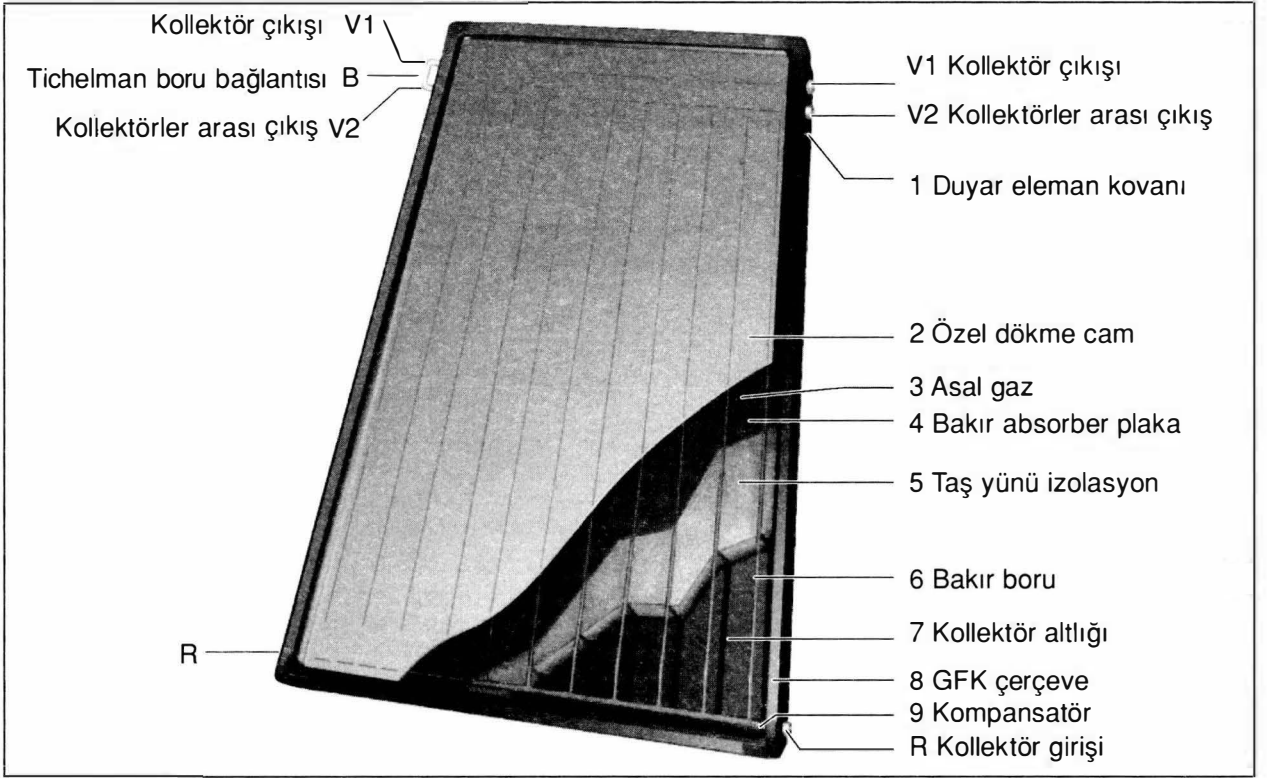 Kollektör çıkışı V1
Tichelman boru bağlantısı B
Kollektörler arası çıkış V2
V1 Kollektör çıkışı
V2 Kollektörler arası çıkış
1 Duyar eleman kovanı
2 Özel dökme cam
3 Asal gaz
4 Bakır absorber plaka
5 Taş yünü izolasyon
6 Bakır boru
7 Kollektör altlığı
8 GFK çerçeve
9 Kompansatör
R Kollektör girişi
R